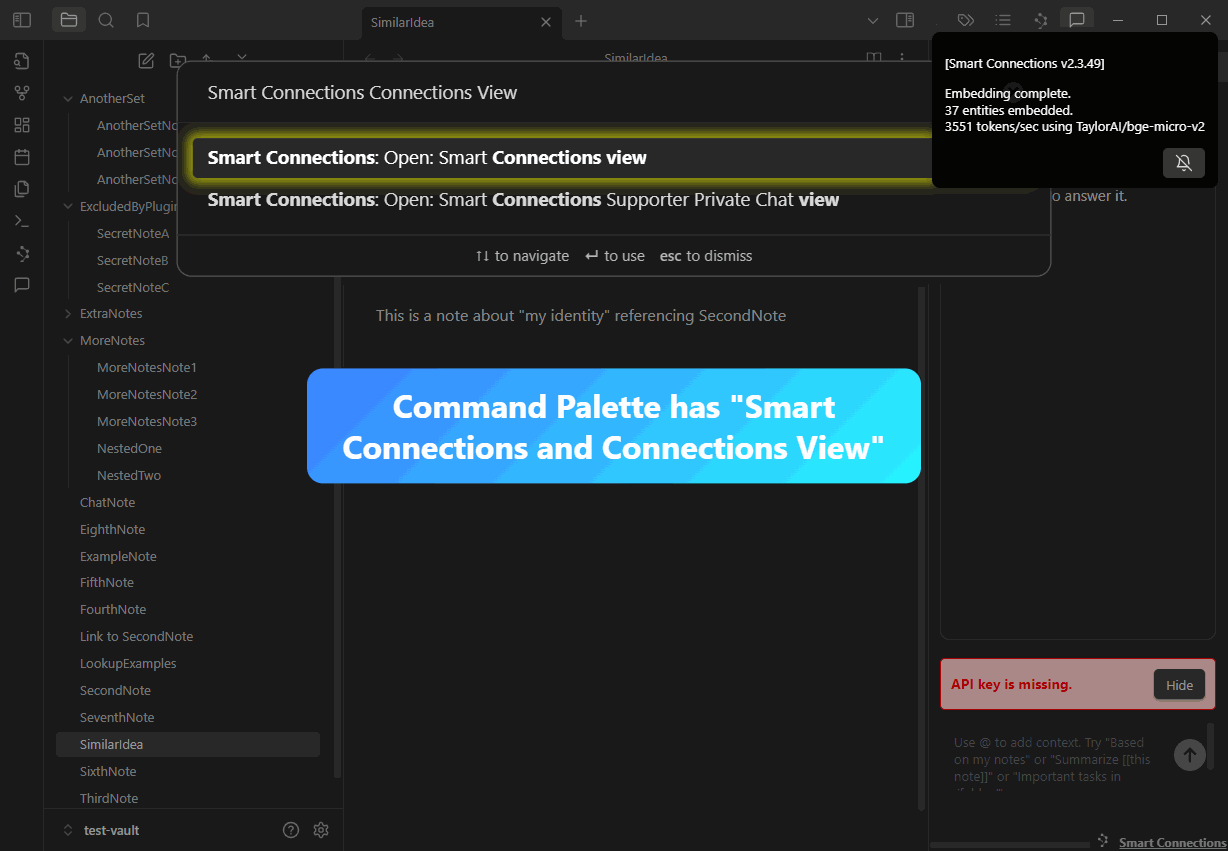 SimilarIdea
SimilarIdea
Smart Connections Connections View
Smart Connections: Open: Smart Connections view
Smart Connections: Open: Smart Connections Supporter Private Chat view
↑↓ to navigate ↵ to use esc to dismiss
[Smart Connections v2.3.49]
Embedding complete.
37 entities embedded.
3551 tokens/sec using TaylorAI/bge-micro-v2
o answer it.
AnotherSet
AnotherSetNo
AnotherSetNo
AnotherSetNo
ExcludedByPlugin
SecretNoteA
SecretNoteB
SecretNoteC
ExtraNotes
MoreNotes
MoreNotesNote1
MoreNotesNote2
MoreNotesNote3
NestedOne
NestedTwo
ChatNote
EighthNote
ExampleNote
FifthNote
FourthNote
Link to SecondNote
LookupExamples
SecondNote
SeventhNote
SimilarIdea
SixthNote
ThirdNote
test-vault
This is a note about "my identity" referencing SecondNote
Command Palette has "Smart
Connections and Connections View"
API key is missing.
Hide
Use @ to add context. Try "Based
on my notes" or "Summarize [[this
note]]" or "Important tasks in
Smart Connections